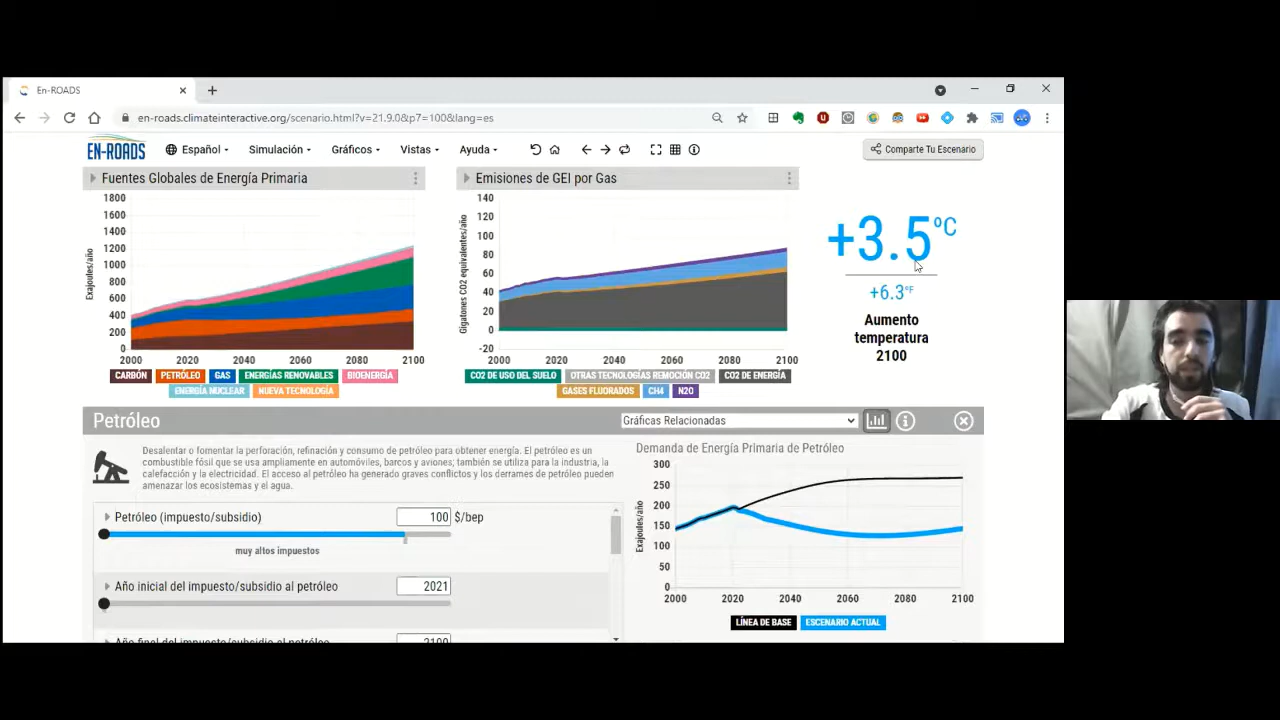 En-ROADS
en-roads.climateinteractive.org/scenario.html?v=21.9.0&p7=100&lang=es
EN-ROADS Español Simulación Gráficos Vistas Ayuda Comparte Tu Escenario
Fuentes Globales de Energía Primaria
1800
1600
1400
1200
1000
800
600
400
200
0
Exajoules/año
2000 2020 2040 2060 2080 2100
CARBÓN PETRÓLEO GAS ENERGÍAS RENOVABLES BIOENERGÍA
ENERGÍA NUCLEAR NUEVA TECNOLOGÍA
Emisiones de GEI por Gas
140
120
100
80
60
40
20
0
-20
Gigatones CO2 equivalentes/año
2000 2020 2040 2060 2080 2100
CO2 DE USO DEL SUELO OTRAS TECNOLOGÍAS REMOCIÓN CO2 CO2 DE ENERGÍA
GASES FLUORADOS CH4 N2O
+3.5°C
+6.3°F
Aumento
temperatura
2100
Petróleo
Gráficas Relacionadas
Desalentar o fomentar la perforación, refinación y consumo de petróleo para obtener energía. El petróleo es un
combustible fósil que se usa ampliamente en automóviles, barcos y aviones; también se utiliza para la industria, la
calefacción y la electricidad. El acceso al petróleo ha generado graves conflictos y los derrames de petróleo pueden
amenazar los ecosistemas y el agua.
Petróleo (impuesto/subsidio) 100 $/bep
muy altos impuestos
Año inicial del impuesto/subsidio al petróleo 2021
Año final del impuesto/subsidio al petróleo 2100
Demanda de Energía Primaria de Petróleo
300
250
200
150
100
50
0
Exajoules/año
2000 2020 2040 2060 2080 2100
LÍNEA DE BASE ESCENARIO ACTUAL